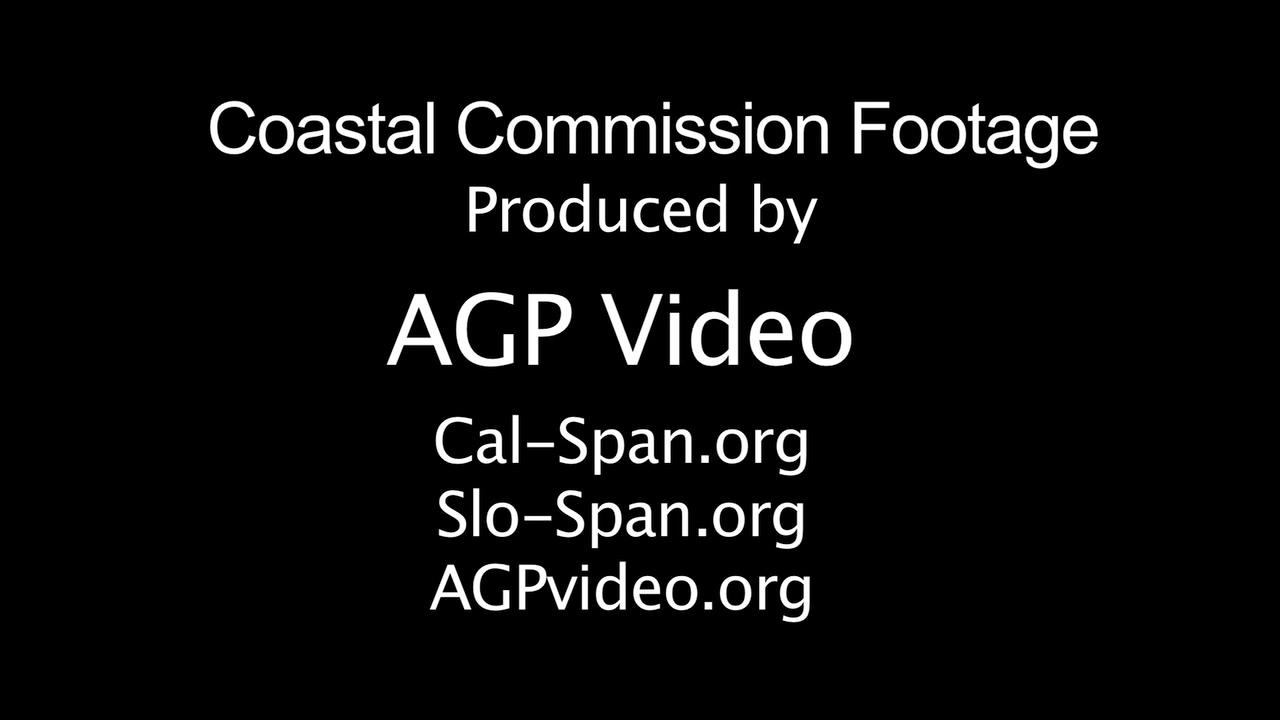 Coastal Commission Footage
Produced by
AGP Video
Cal-Span.org
Slo-Span.org
AGPvideo.org